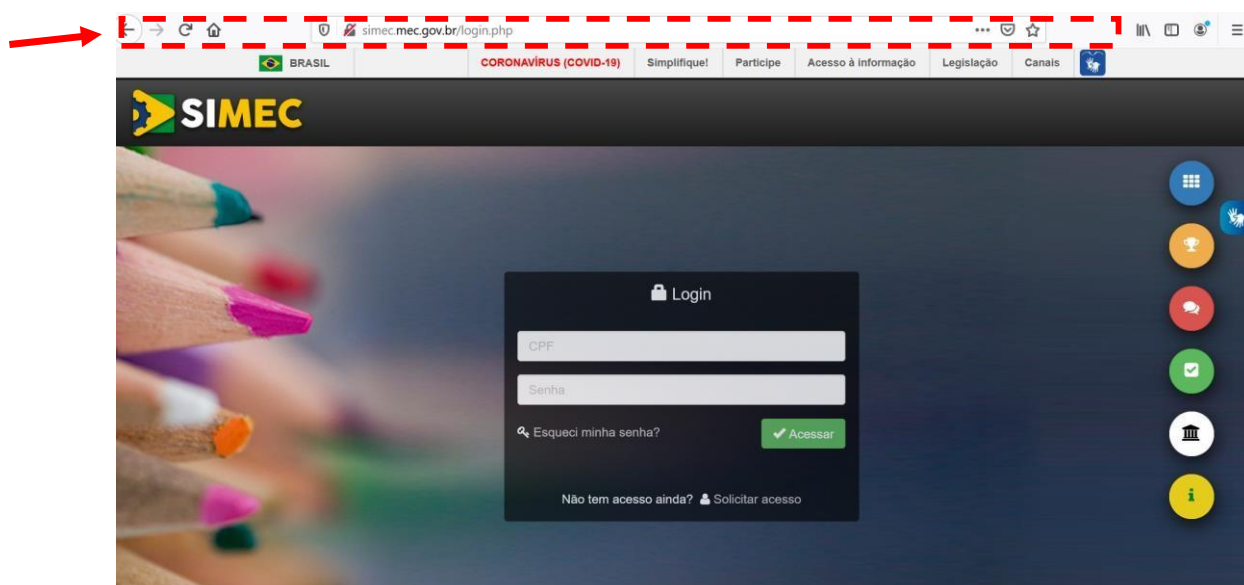 simec.mec.gov.br/login.php
BRASIL CORONAVÍRUS (COVID-19) Simplifique! Participe Acesso à informação Legislação Canais
SIMEC
Login
CPF
Senha
Esqueci minha senha? Acessar
Não tem acesso ainda? Solicitar acesso